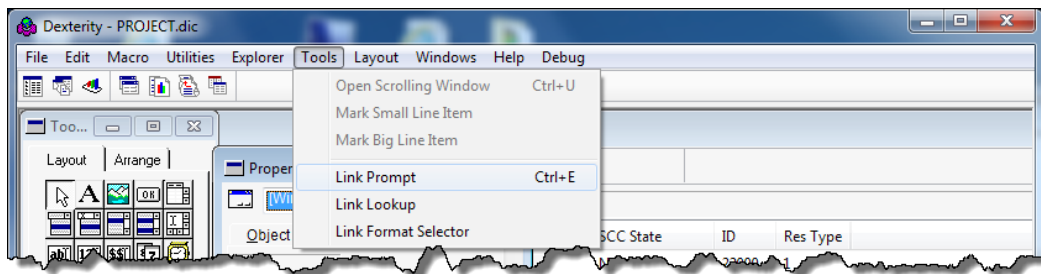 Dexterity - PROJECT.dic
File Edit Macro Utilities Explorer Tools Layout Windows Help Debug
Open Scrolling Window Ctrl+U
Mark Small Line Item
Mark Big Line Item
Link Prompt Ctrl+E
Link Lookup
Link Format Selector
Too...
Layout Arrange
A OK
Proper
Object
SCC State ID Res Type